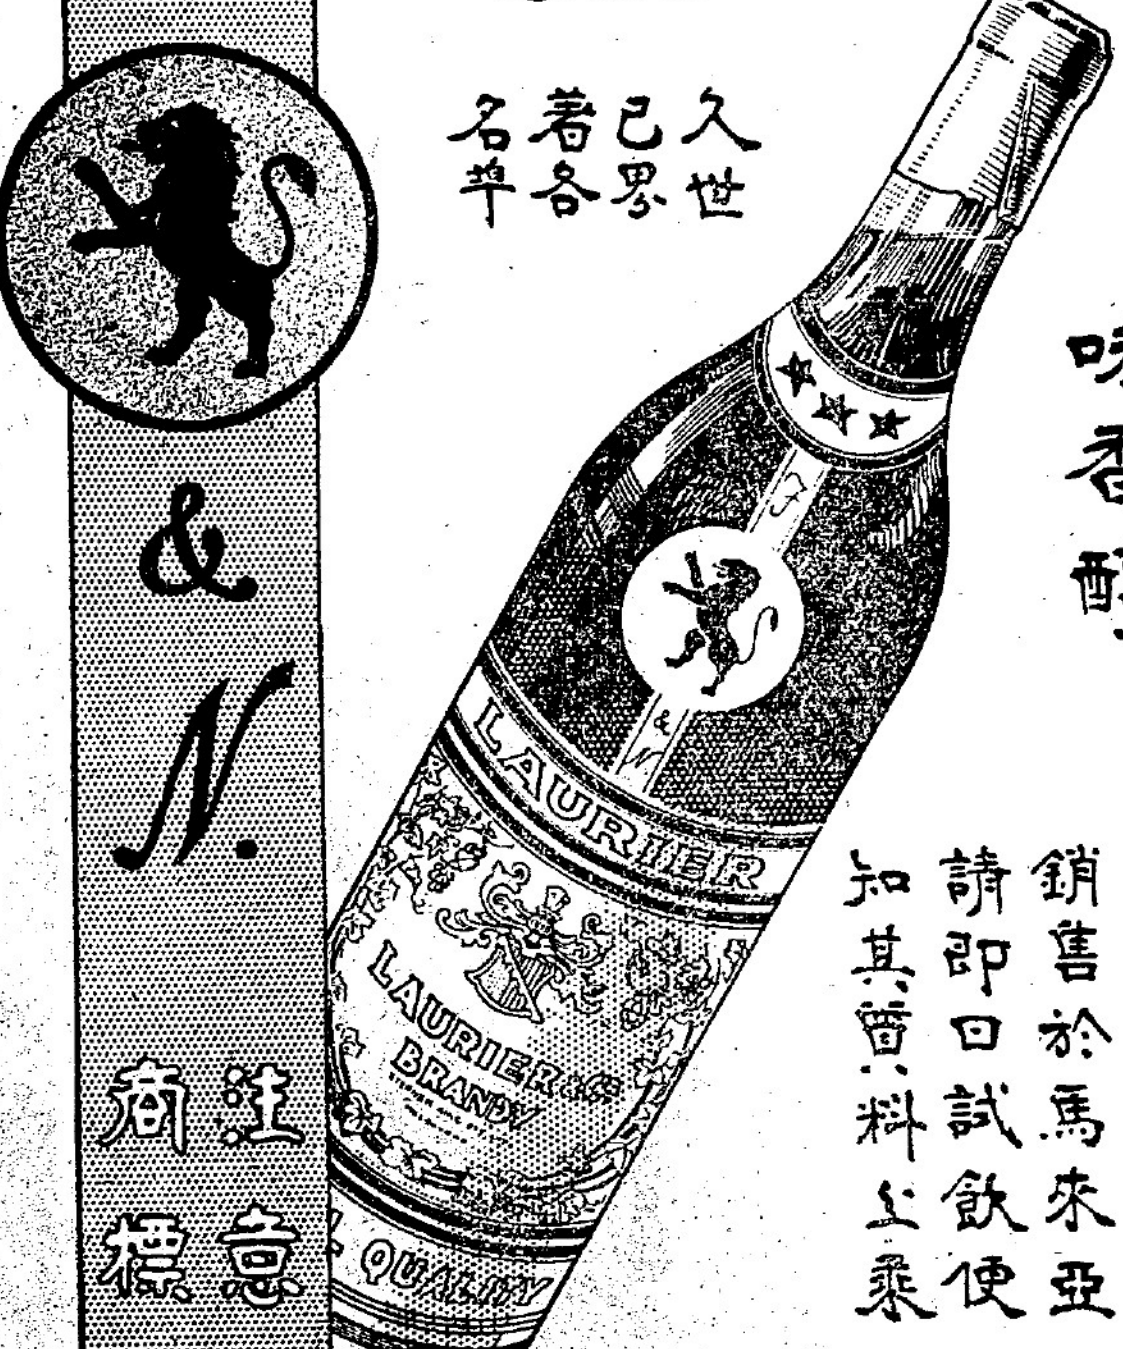 久已著名
世界各埠
味香醇
銷售於馬來亞
請即日試飲便
知其質料上乘
&
N.
注意
商標
F
&
N
LAURIER
LAURIER & Co
BRANDY
QUALITY